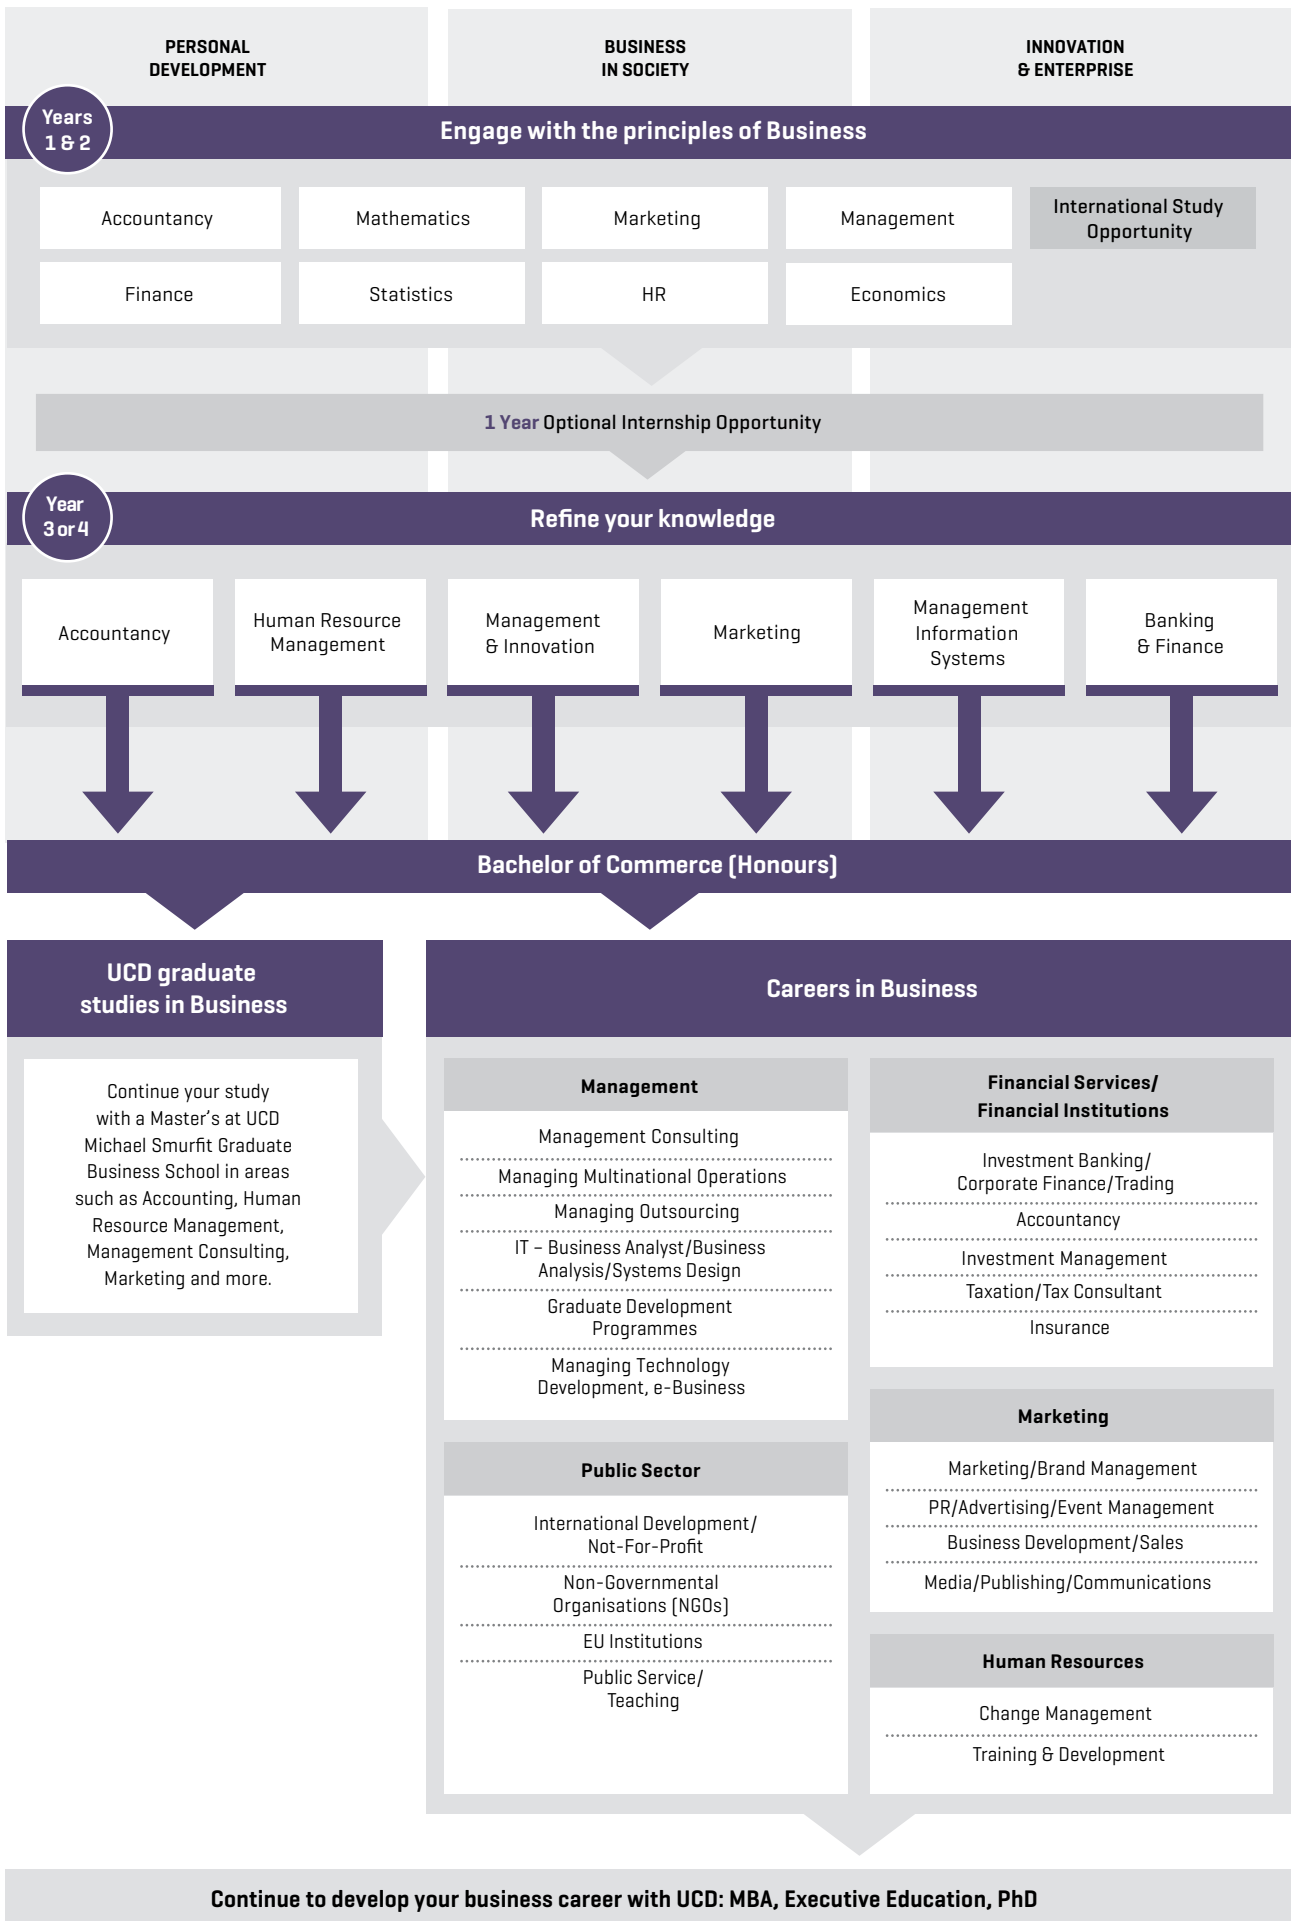 PERSONAL
DEVELOPMENT
BUSINESS
IN SOCIETY
INNOVATION
& ENTERPRISE
Years
1 & 2
Engage with the principles of Business
Accountancy
Mathematics
Marketing
Management
International Study
Opportunity
Finance
Statistics
HR
Economics
1 Year Optional Internship Opportunity
Year
3 or 4
Refine your knowledge
Accountancy
Human Resource
Management
Management
& Innovation
Marketing
Management
Information
Systems
Banking
& Finance
Bachelor of Commerce (Honours)
UCD graduate
studies in Business
Continue your study
with a Master's at UCD
Michael Smurfit Graduate
Business School in areas
such as Accounting, Human
Resource Management,
Management Consulting,
Marketing and more.
Careers in Business
Management
Management Consulting
Managing Multinational Operations
Managing Outsourcing
IT – Business Analyst/Business
Analysis/Systems Design
Graduate Development
Programmes
Managing Technology
Development, e-Business
Public Sector
International Development/
Not-For-Profit
Non-Governmental
Organisations (NGOs)
EU Institutions
Public Service/
Teaching
Financial Services/
Financial Institutions
Investment Banking/
Corporate Finance/Trading
Accountancy
Investment Management
Taxation/Tax Consultant
Insurance
Marketing
Marketing/Brand Management
PR/Advertising/Event Management
Business Development/Sales
Media/Publishing/Communications
Human Resources
Change Management
Training & Development
Continue to develop your business career with UCD: MBA, Executive Education, PhD